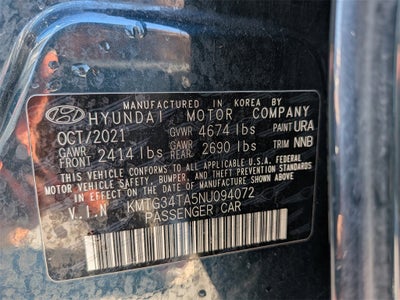 MANUFACTURED IN KOREA BY
HYUNDAI MOTOR COMPANY
OCT/2021 GVWR 4674 lbs PAINT URA
GAWR FRONT 2414 lbs GAWR REAR 2690 lbs TRIM NNB
THIS VEHICLE CONFORMS TO ALL APPLICABLE U.S.A. FEDERAL
MOTOR VEHICLE SAFETY, BUMPER, AND THEFT PREVENTION STANDARDS
IN EFFECT ON THE DATE OF MANUFACTURE SHOWN ABOVE.
V.I.N KMTG34TA5NU094072
PASSENGER CAR